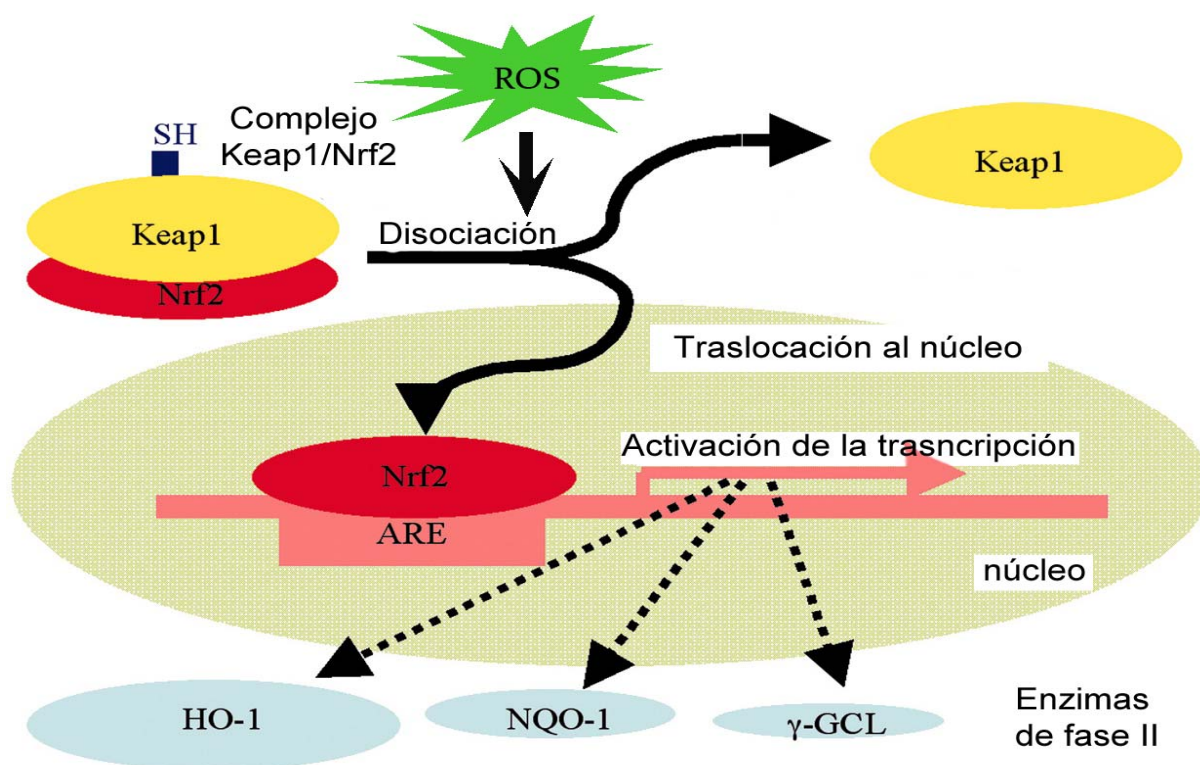 ROS
SH
Complejo
Keap1/Nrf2
Keap1
Nrf2
Disociación
Keap1
Traslocación al núcleo
Activación de la trasncripción
Nrf2
ARE
núcleo
HO-1
NQO-1
γ-GCL
Enzimas
de fase II